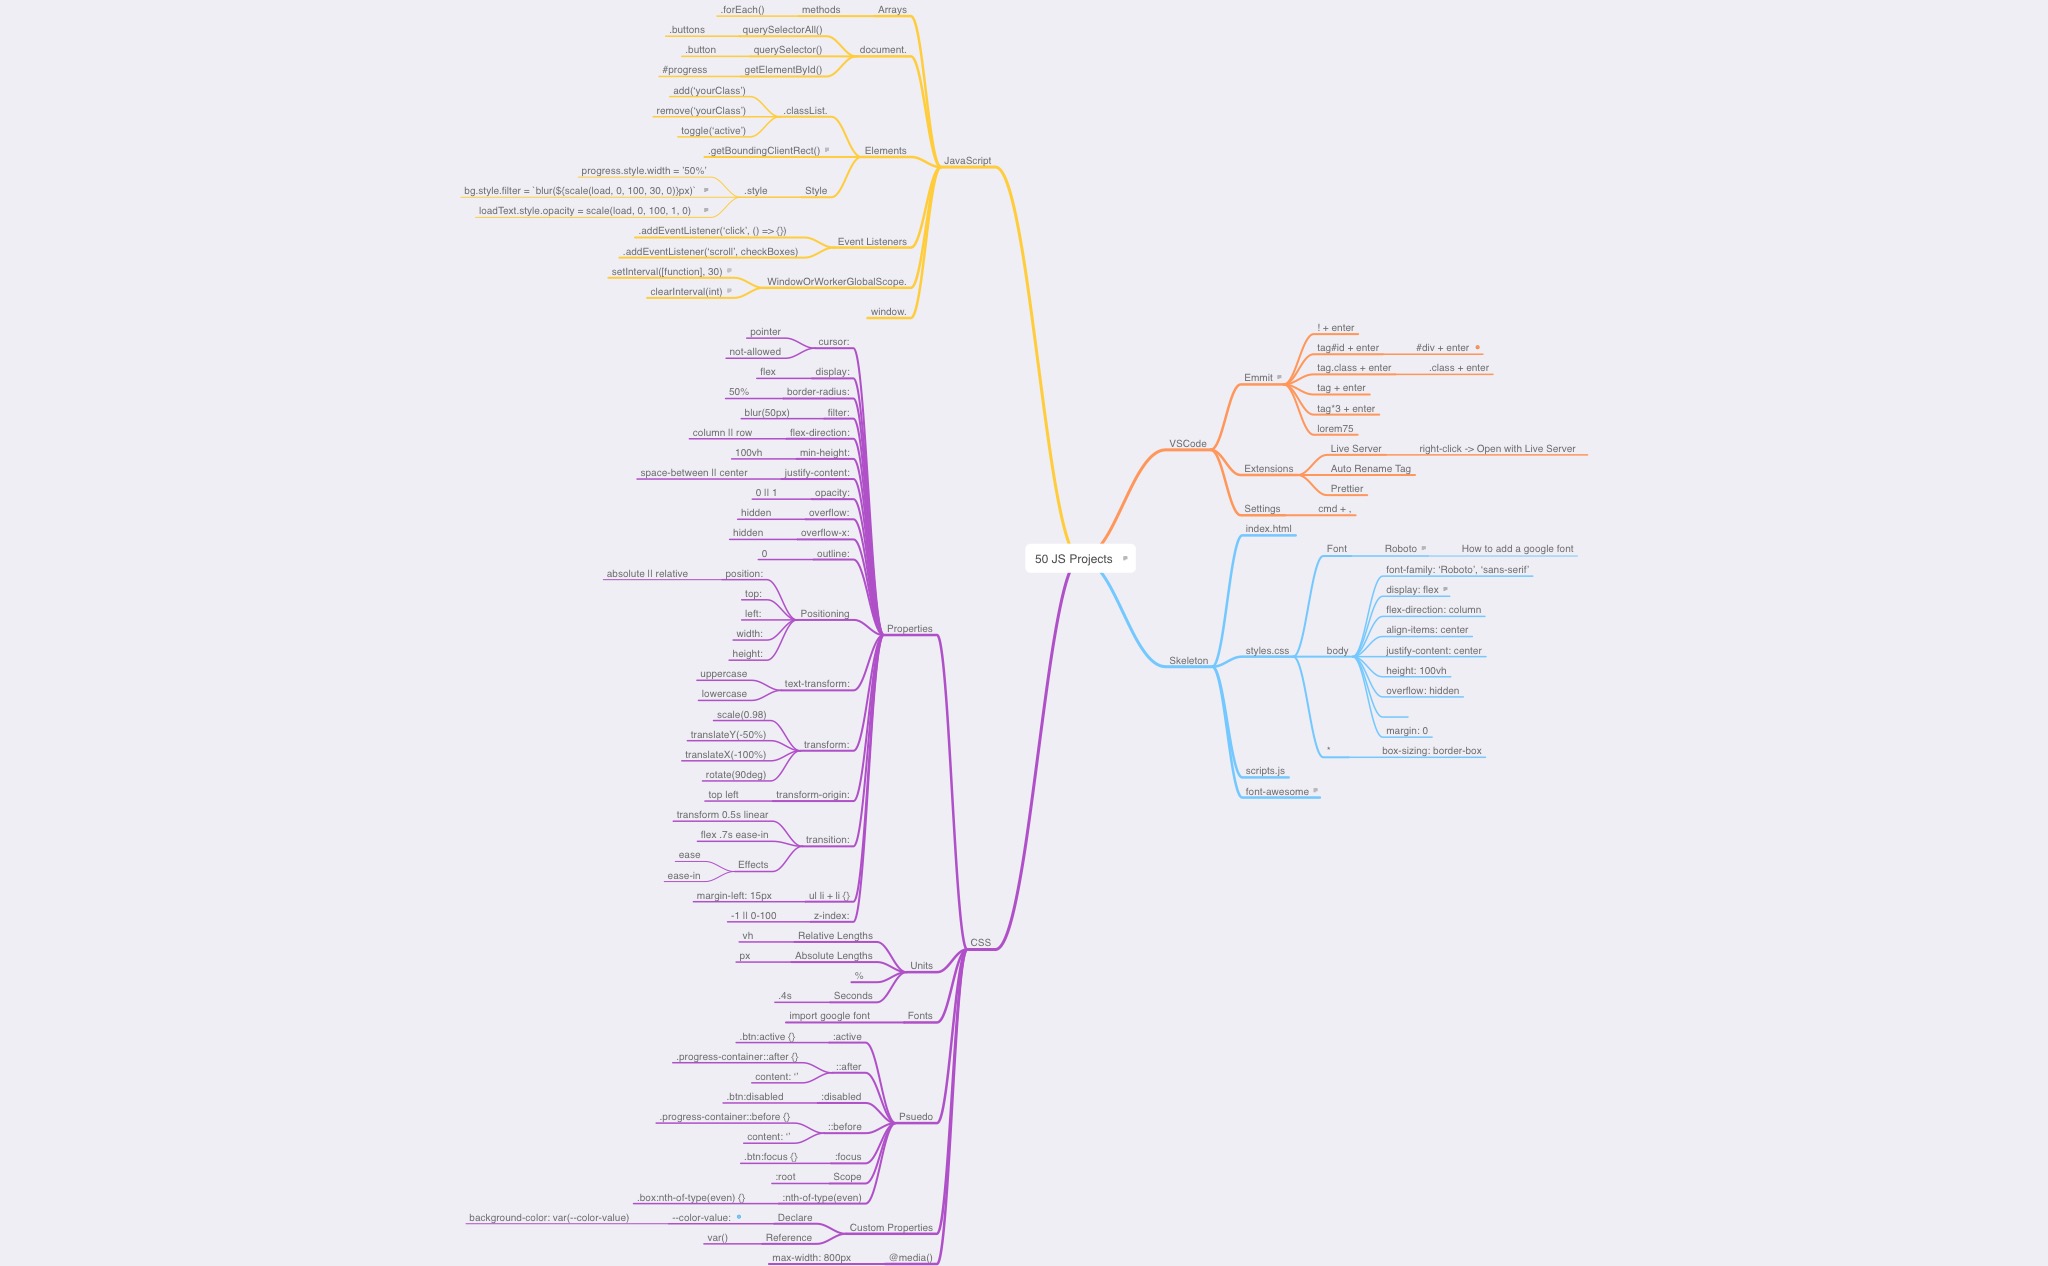 50 JS Projects
JavaScript
Arrays
methods
.forEach()
document.
querySelectorAll()
.buttons
querySelector()
.button
getElementById()
#progress
Elements
.classList.
add(‘yourClass’)
remove(‘yourClass’)
toggle(‘active’)
.getBoundingClientRect()
Style
.style
progress.style.width = ’50%’
bg.style.filter = `blur(${scale(load, 0, 100, 30, 0)}px)`
loadText.style.opacity = scale(load, 0, 100, 1, 0)
Event Listeners
.addEventListener(‘click’, () => {})
.addEventListener(‘scroll’, checkBoxes)
WindowOrWorkerGlobalScope.
setInterval([function], 30)
clearInterval(int)
window.
VSCode
Emmit
! + enter
tag#id + enter
#div + enter
tag.class + enter
.class + enter
tag + enter
tag*3 + enter
lorem75
Extensions
Live Server
right-click -> Open with Live Server
Auto Rename Tag
Prettier
Settings
cmd + ,
Skeleton
index.html
styles.css
Font
Roboto
How to add a google font
body
font-family: ‘Roboto’, ‘sans-serif’
display: flex
flex-direction: column
align-items: center
justify-content: center
height: 100vh
overflow: hidden
margin: 0
*
box-sizing: border-box
scripts.js
font-awesome
CSS
Properties
cursor:
pointer
not-allowed
display:
flex
border-radius:
50%
filter:
blur(50px)
flex-direction:
column || row
min-height:
100vh
justify-content:
space-between || center
opacity:
0 || 1
overflow:
hidden
overflow-x:
hidden
outline:
0
Positioning
position:
absolute || relative
top:
left:
width:
height:
text-transform:
uppercase
lowercase
transform:
scale(0.98)
translateY(-50%)
translateX(-100%)
rotate(90deg)
transform-origin:
top left
transition:
transform 0.5s linear
flex .7s ease-in
Effects
ease
ease-in
ul li + li {}
margin-left: 15px
z-index:
-1 || 0-100
Units
Relative Lengths
vh
Absolute Lengths
px
%
Seconds
.4s
Fonts
import google font
Psuedo
:active
.btn:active {}
::after
.progress-container::after {}
content: ‘’
:disabled
.btn:disabled
::before
.progress-container::before {}
content: ‘’
:focus
.btn:focus {}
Scope
:root
:nth-of-type(even)
.box:nth-of-type(even) {}
Custom Properties
Declare
--color-value:
background-color: var(--color-value)
Reference
var()
@media()
max-width: 800px